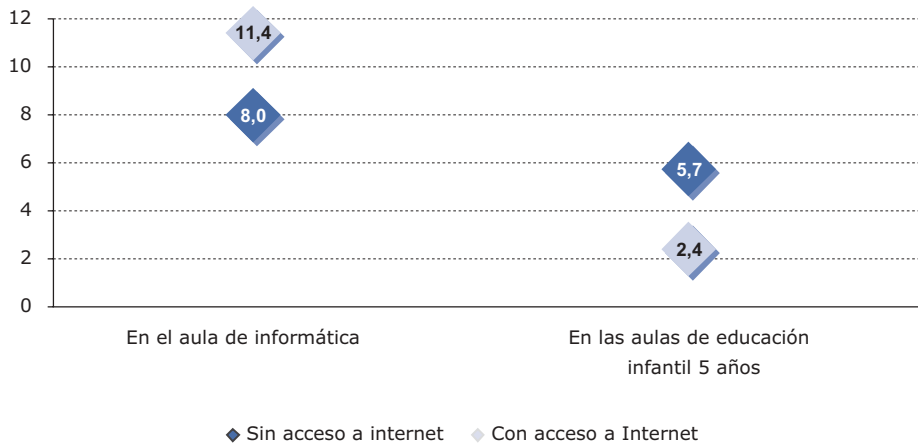 12
11,4
10
8
8,0
6
5,7
4
2
2,4
0
En el aula de informática
En las aulas de educación
infantil 5 años
Sin acceso a internet Con acceso a Internet